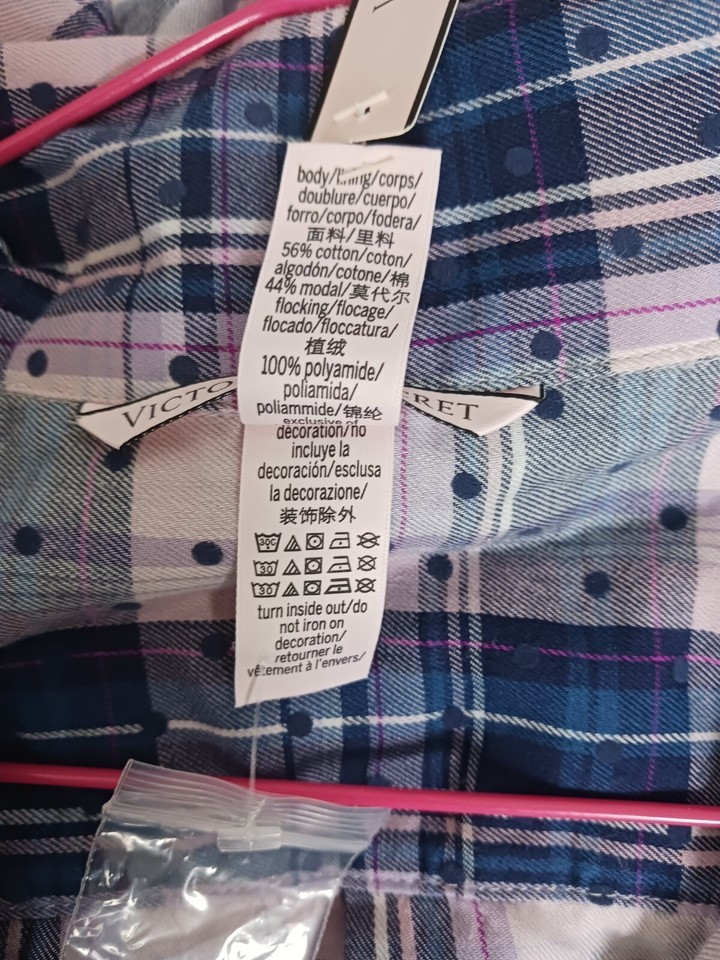 body/lining/corps/
doublure/cuerpo/
forro/corpo/fodera/
面料/里料
56% cotton/coton/
algodón/cotone/棉
44% modal/莫代尔
flocking/flocage/
flocado/floccatura/
植绒
100% polyamide/
poliamida/
poliammide/锦纶
exclusive of
decoration/no
incluye la
decoración/esclusa
la decorazione/
装饰除外
30C
30
30
turn inside out/do
not iron on
decoration/
retourner le
vêtement à l'envers/
VICTO
RET